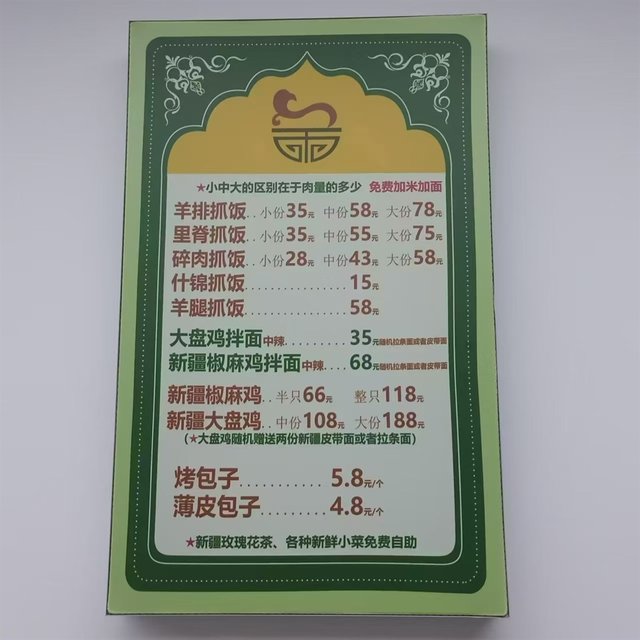 ★小中大的区别在于肉量的多少 免费加米加面
羊排抓饭..小份35元 中份58元 大份78元
里脊抓饭..小份35元 中份55元 大份75元
碎肉抓饭..小份28元 中份43元 大份58元
什锦抓饭............15元
羊腿抓饭............58元
大盘鸡拌面中辣.........35元随机拉条面或者皮带面
新疆椒麻鸡拌面中辣....68元随机拉条面或者皮带面
新疆椒麻鸡..半只66元 整只118元
新疆大盘鸡..中份108元 大份188元
（★大盘鸡随机赠送两份新疆皮带面或者拉条面）
烤包子...........5.8元/个
薄皮包子.........4.8元/个
★新疆玫瑰花茶、各种新鲜小菜免费自助